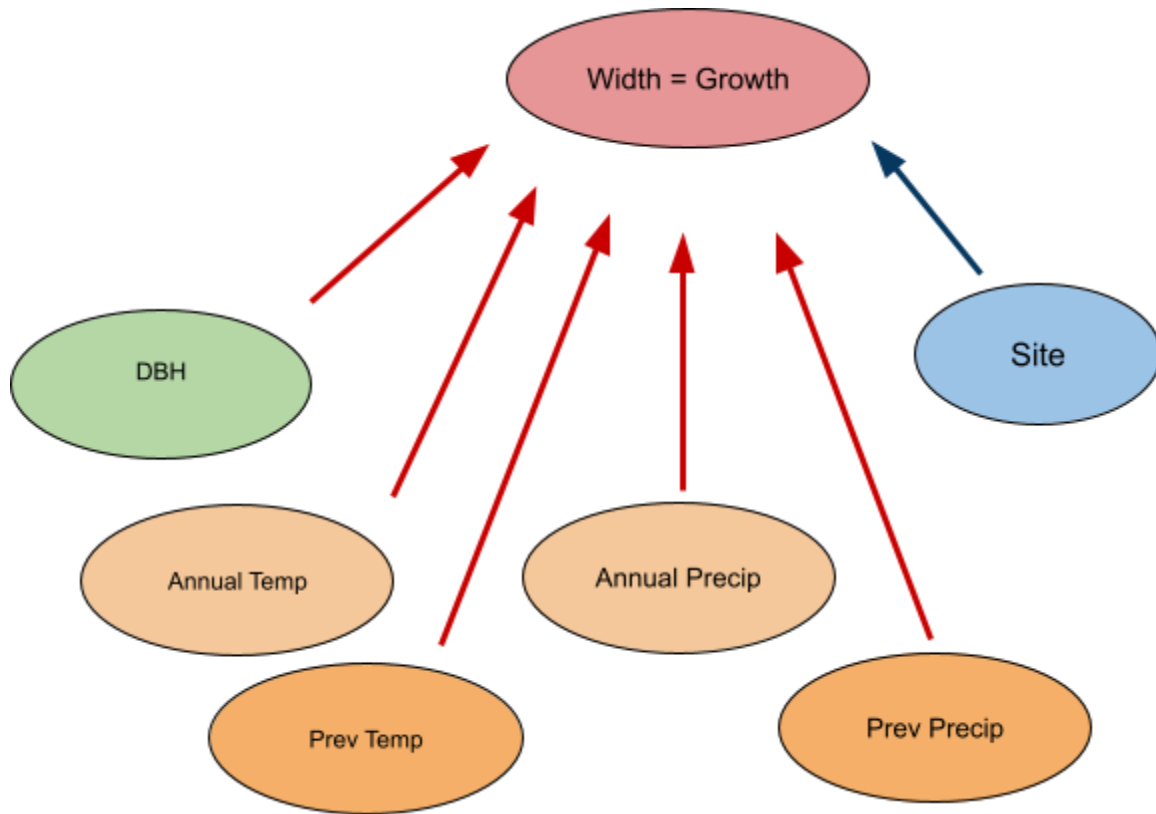 Width = Growth
DBH
Site
Annual Temp
Annual Precip
Prev Temp
Prev Precip